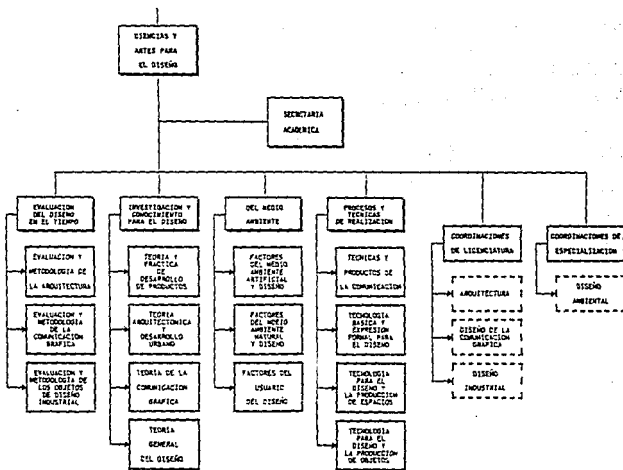 CIENCIAS Y
ARTES PARA
EL DISEÑO
SECRETARIA
ACADEMICA
EVALUACION
DEL DISEÑO
EN EL TIEMPO
INVESTIGACION Y
CONOCIMIENTO
PARA EL DISEÑO
DEL MEDIO
AMBIENTE
PROCESOS Y
TECNICAS
DE REALIZACION
COORDINACIONES
DE LICENCIATURA
COORDINACIONES DE
ESPECIALIZACION
EVALUACION Y
METODOLOGIA DE
LA ARQUITECTURA
TEORIA Y
PRACTICA
DE
DESARROLLO
DE PRODUCTOS
FACTORES
DEL MEDIO
AMBIENTE
ARTIFICIAL
Y DISEÑO
TECNICAS Y
PRODUCTOS DE
LA COMUNICACION
ARQUITECTURA
DISEÑO
AMBIENTAL
EVALUACION Y
METODOLOGIA
DE LA
COMUNICACION
GRAFICA
TEORIA
ARQUITECTONICA
Y
DESARROLLO
URBANO
FACTORES
DEL MEDIO
AMBIENTE
NATURAL
Y DISEÑO
TECNOLOGIA
BASICA Y
EXPRESION
FORMAL PARA
EL DISEÑO
DISEÑO DE LA
COMUNICACION
GRAFICA
EVALUACION Y
METODOLOGIA DE
LOS OBJETOS
DE DISEÑO
INDUSTRIAL
TEORIA DE LA
COMUNICACION
GRAFICA
FACTORES DEL
USUARIO
DEL DISEÑO
TECNOLOGIA
PARA EL
DISEÑO Y
LA PRODUCCION
DE ESPACIOS
DISEÑO
INDUSTRIAL
TEORIA
GENERAL
DEL DISEÑO
TECNOLOGIA
PARA EL
DISEÑO Y
LA PRODUCCION
DE OBJETOS